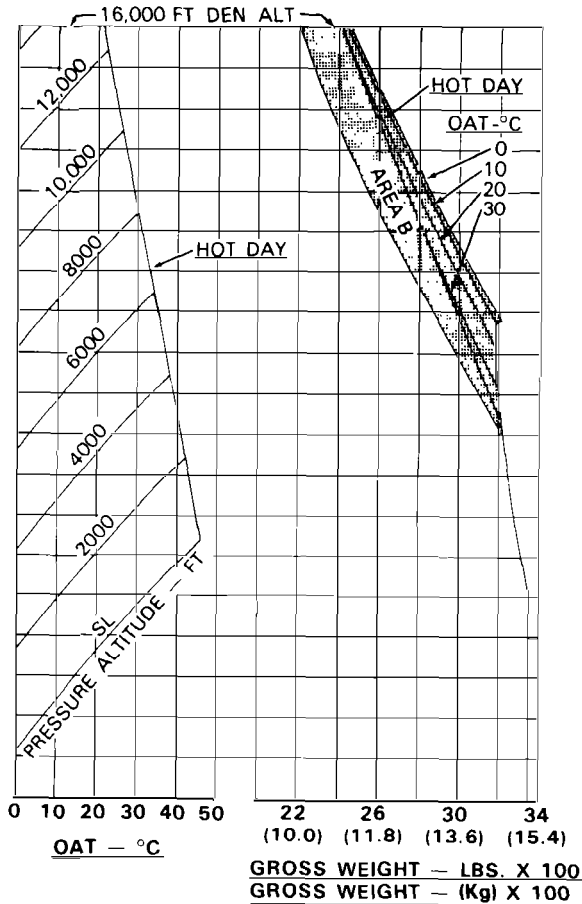 16,000 FT DEN ALT
12,000
10,000
8000
6000
4000
2000
SL
PRESSURE ALTITUDE — FT
HOT DAY
HOT DAY
OAT-°C
0
10
20
30
AREA B
0 10 20 30 40 50
OAT — °C
22 26 30 34
(10.0) (11.8) (13.6) (15.4)
GROSS WEIGHT — LBS. X 100
GROSS WEIGHT — (Kg) X 100